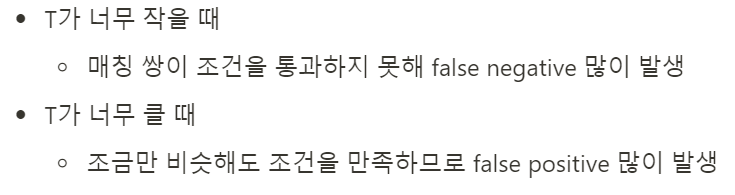 • T가 너무 작을 때
◦ 매칭 쌍이 조건을 통과하지 못해 false negative 많이 발생
• T가 너무 클 때
◦ 조금만 비슷해도 조건을 만족하므로 false positive 많이 발생